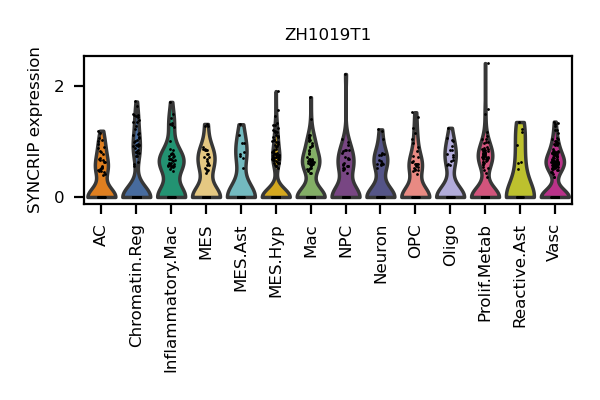 ZH1019T1
SYNCRIP expression
2
0
AC
Chromatin.Reg
Inflammatory.Mac
MES
MES.Ast
MES.Hyp
Mac
NPC
Neuron
OPC
Oligo
Prolif.Metab
Reactive.Ast
Vasc